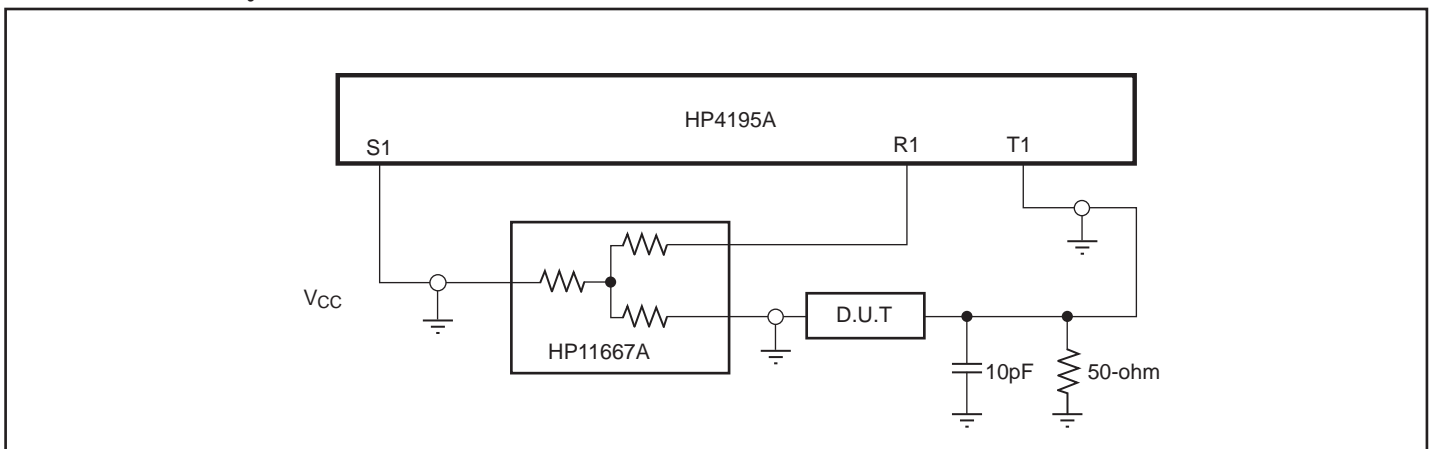 HP4195A
S1
R1
T1
VCC
HP11667A
D.U.T
10pF
50-ohm